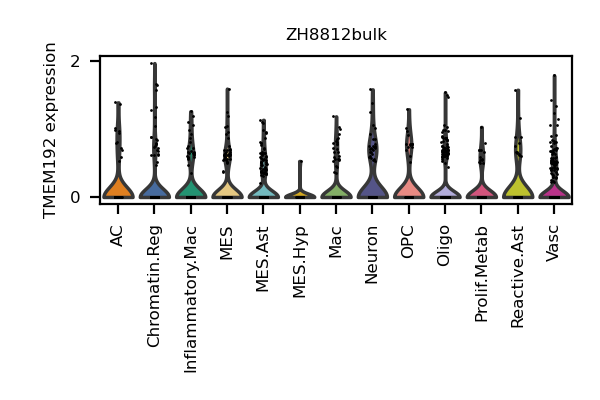 ZH8812bulk
TMEM192 expression
2
0
AC
Chromatin.Reg
Inflammatory.Mac
MES
MES.Ast
MES.Hyp
Mac
Neuron
OPC
Oligo
Prolif.Metab
Reactive.Ast
Vasc